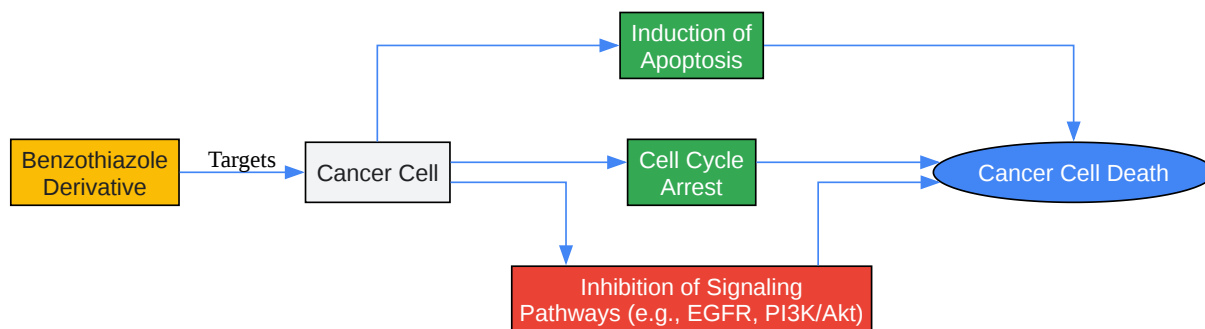 Induction of
Apoptosis
Benzothiazole
Derivative
Targets
Cancer Cell
Cell Cycle
Arrest
Cancer Cell Death
Inhibition of Signaling
Pathways (e.g., EGFR, PI3K/Akt)